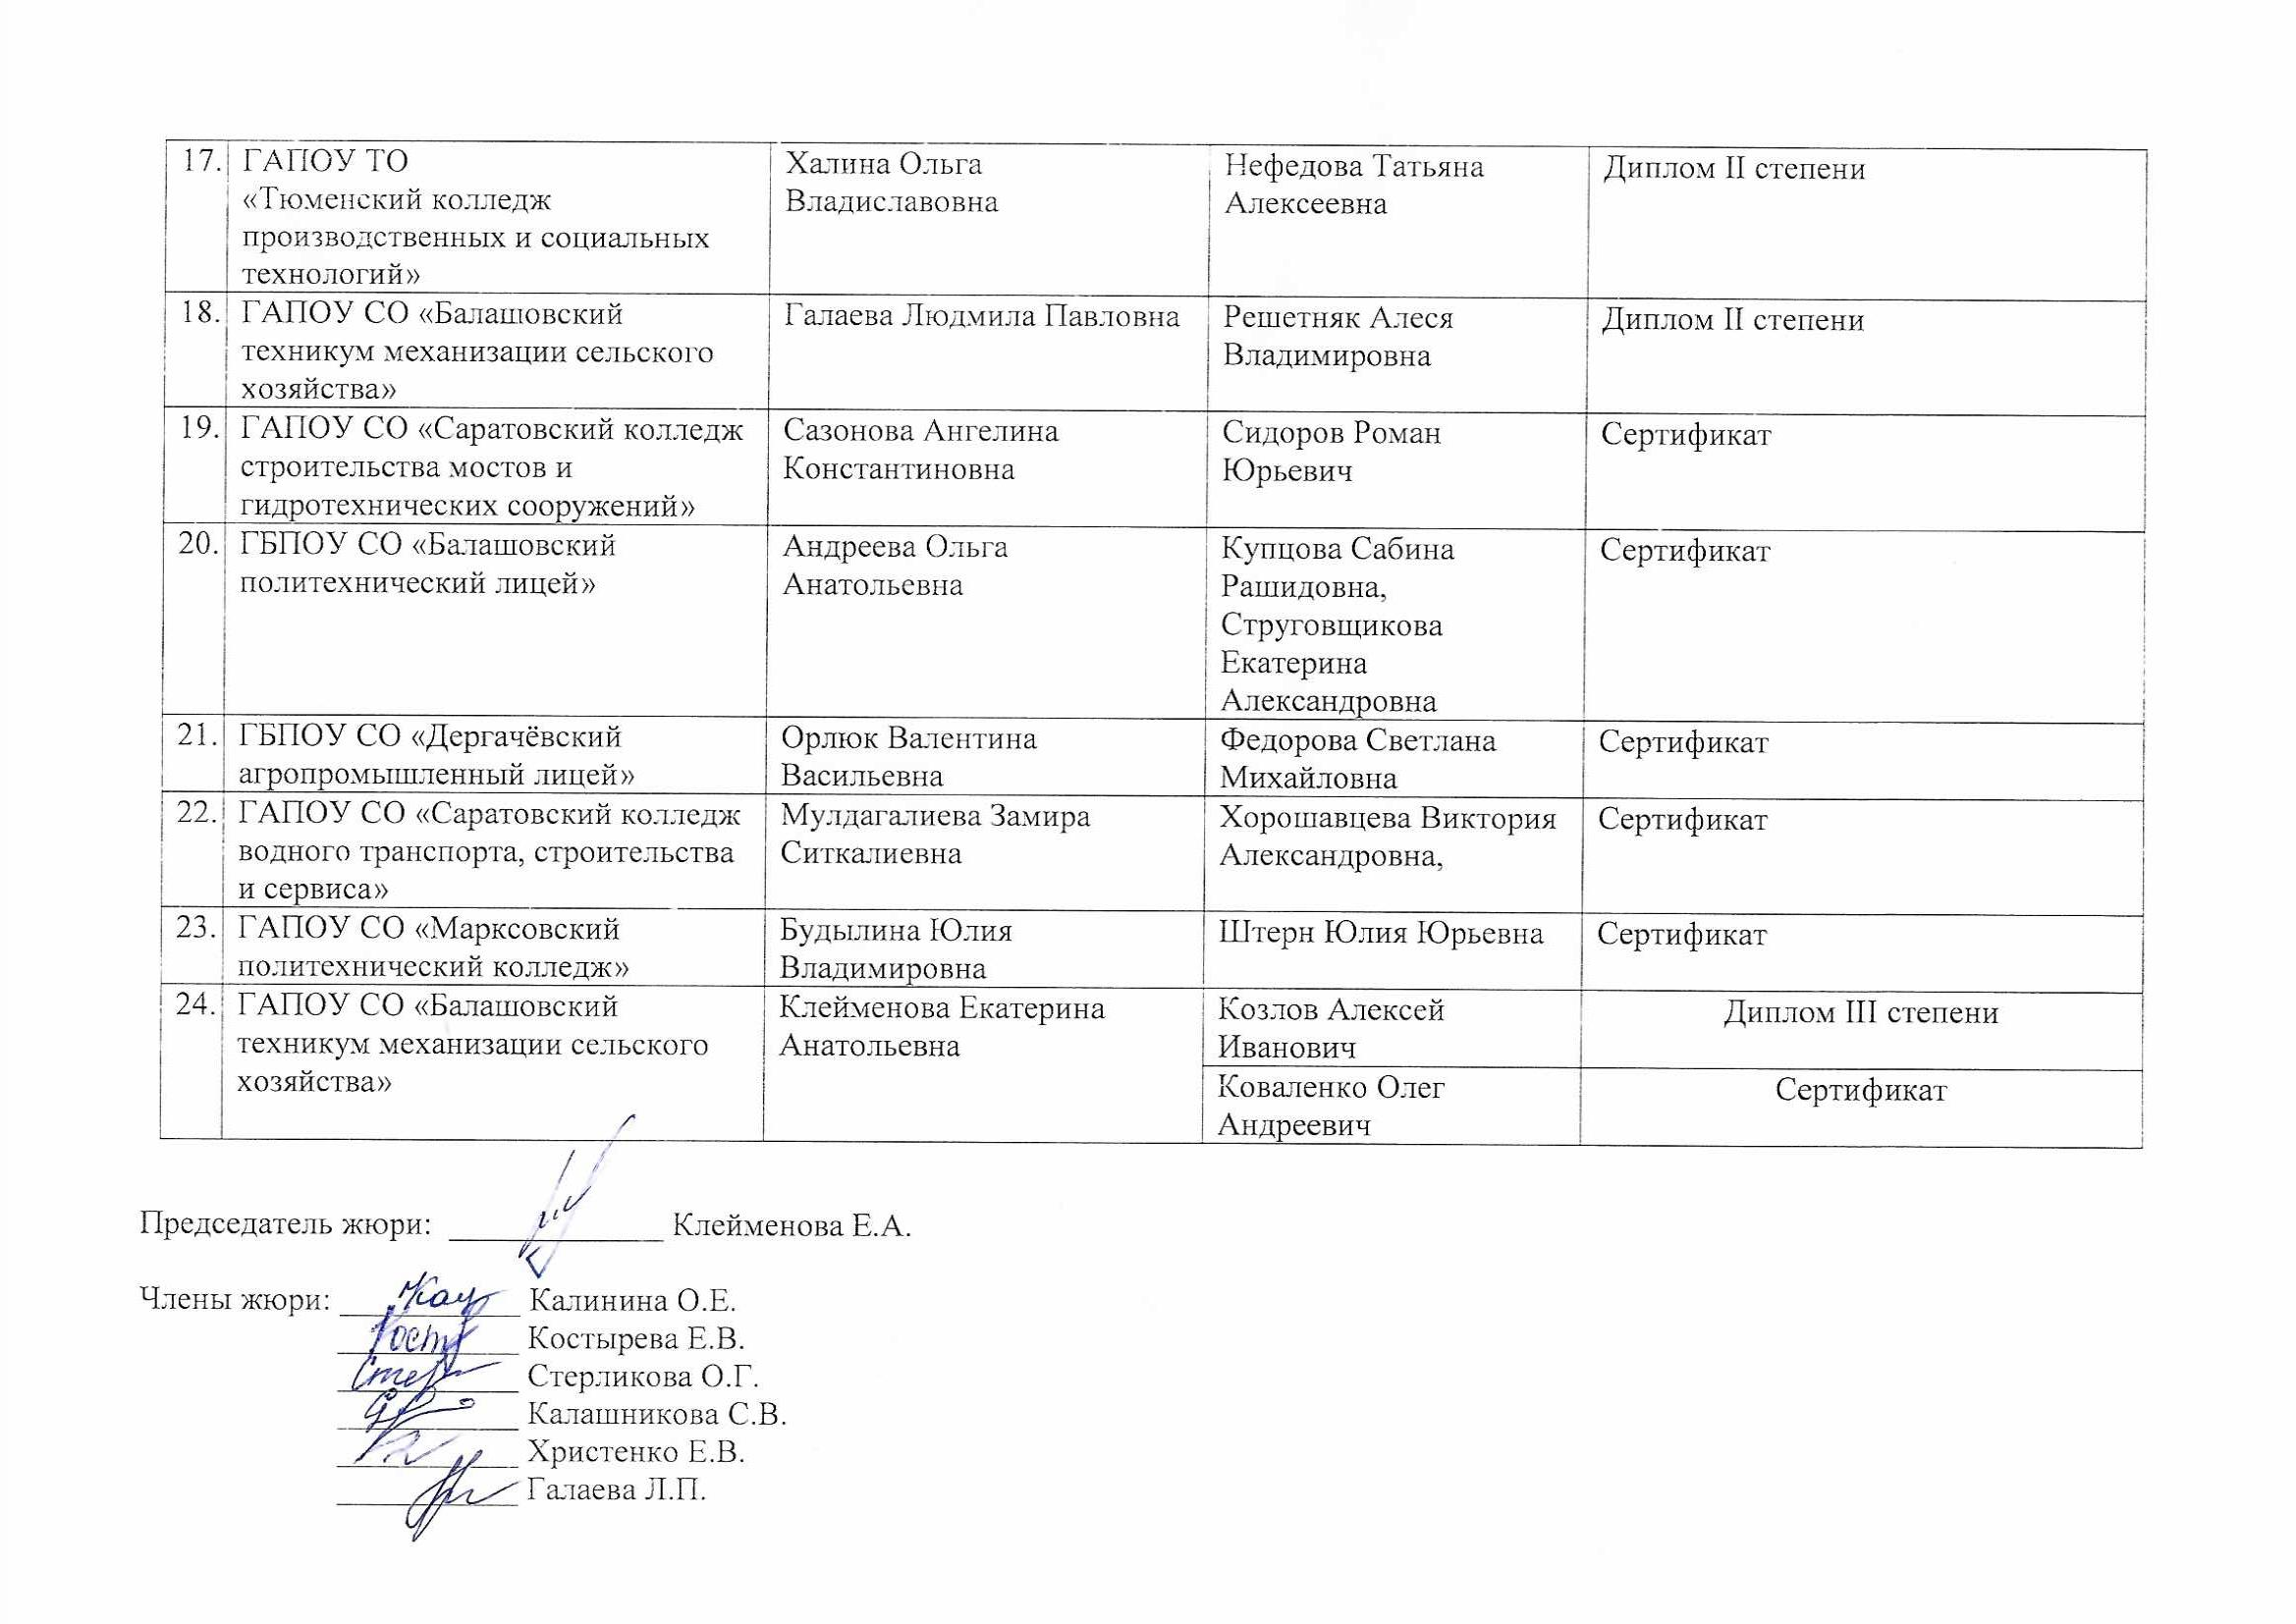 17. ГАПОУ ТО
«Тюменский колледж
производственных и социальных
технологий»
Халина Ольга
Владиславовна
Нефедова Татьяна
Алексеевна
Диплом II степени
18. ГАПОУ СО «Балашовский
техникум механизации сельского
хозяйства»
Галаева Людмила Павловна
Решетняк Алеся
Владимировна
Диплом II степени
19. ГАПОУ СО «Саратовский колледж
строительства мостов и
гидротехнических сооружений»
Сазонова Ангелина
Константиновна
Сидоров Роман
Юрьевич
Сертификат
20. ГБПОУ СО «Балашовский
политехнический лицей»
Андреева Ольга
Анатольевна
Купцова Сабина
Рашидовна,
Струговщикова
Екатерина
Александровна
Сертификат
21. ГБПОУ СО «Дергачёвский
агропромышленный лицей»
Орлюк Валентина
Васильевна
Федорова Светлана
Михайловна
Сертификат
22. ГАПОУ СО «Саратовский колледж
водного транспорта, строительства
и сервиса»
Мулдагалиева Замира
Ситкалиевна
Хорошавцева Виктория
Александровна,
Сертификат
23. ГАПОУ СО «Марксовский
политехнический колледж»
Будылина Юлия
Владимировна
Штерн Юлия Юрьевна
Сертификат
24. ГАПОУ СО «Балашовский
техникум механизации сельского
хозяйства»
Клейменова Екатерина
Анатольевна
Козлов Алексей
Иванович
Диплом III степени
Коваленко Олег
Андреевич
Сертификат
Председатель жюри: Клейменова Е.А.
Члены жюри: Калинина О.Е.
Костырева Е.В.
Стерликова О.Г.
Калашникова С.В.
Христенко Е.В.
Галаева Л.П.